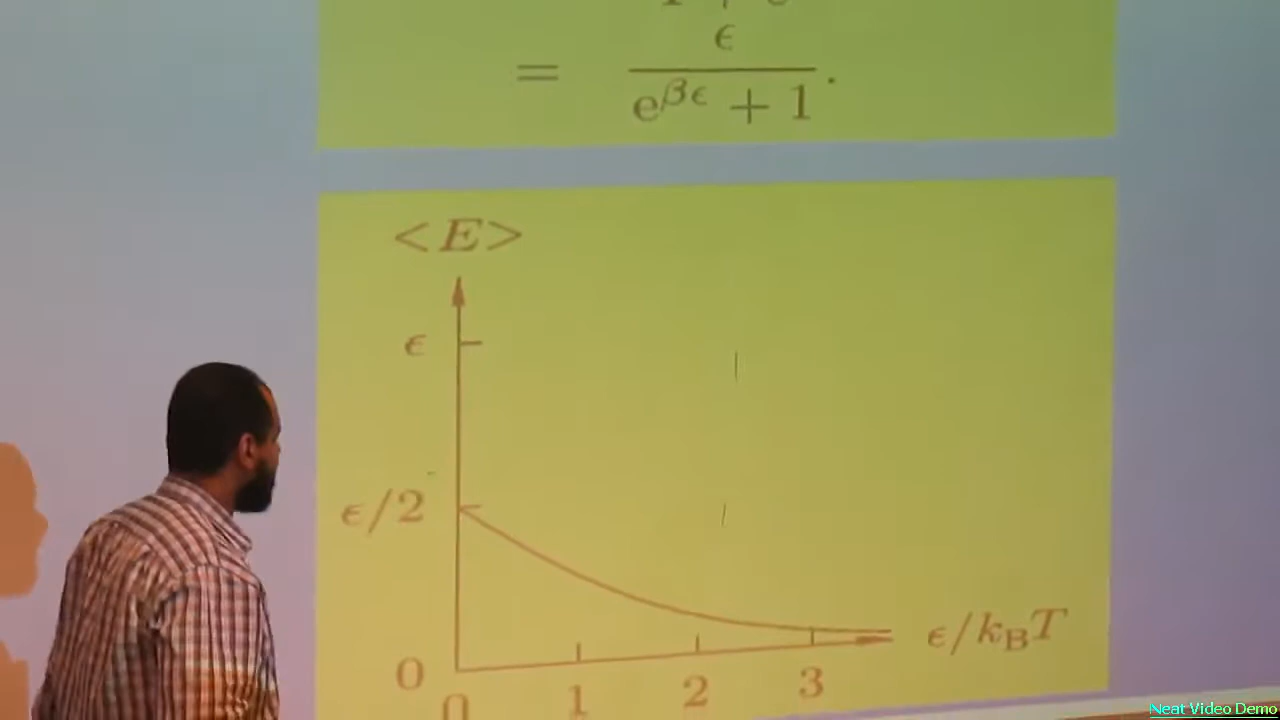 ϵ
= ϵ / (e^{βϵ} + 1) .
<E>
ϵ
ϵ/2
0
0 1 2 3
ϵ/k_B T
Neat Video Demo